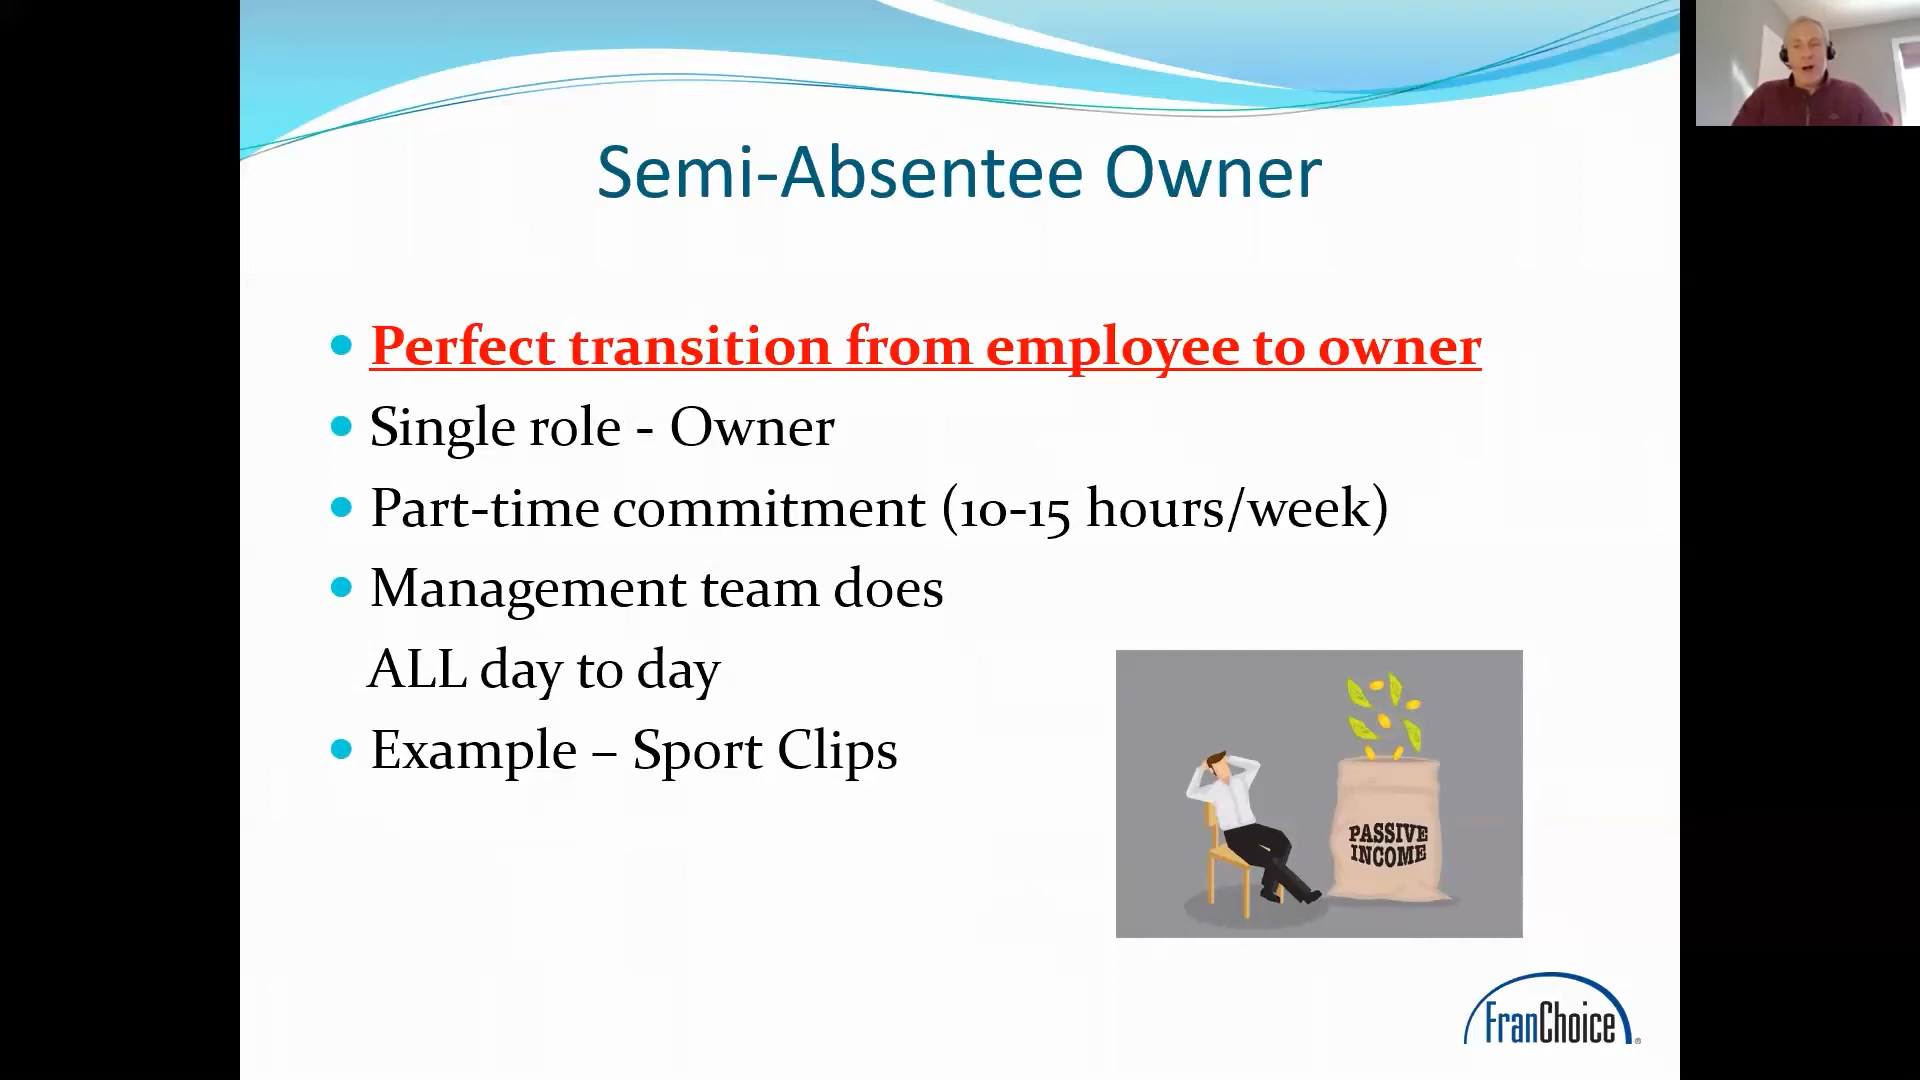 Semi-Absentee Owner
Perfect transition from employee to owner
Single role - Owner
Part-time commitment (10-15 hours/week)
Management team does
ALL day to day
Example – Sport Clips
PASSIVE
INCOME
FranChoice®